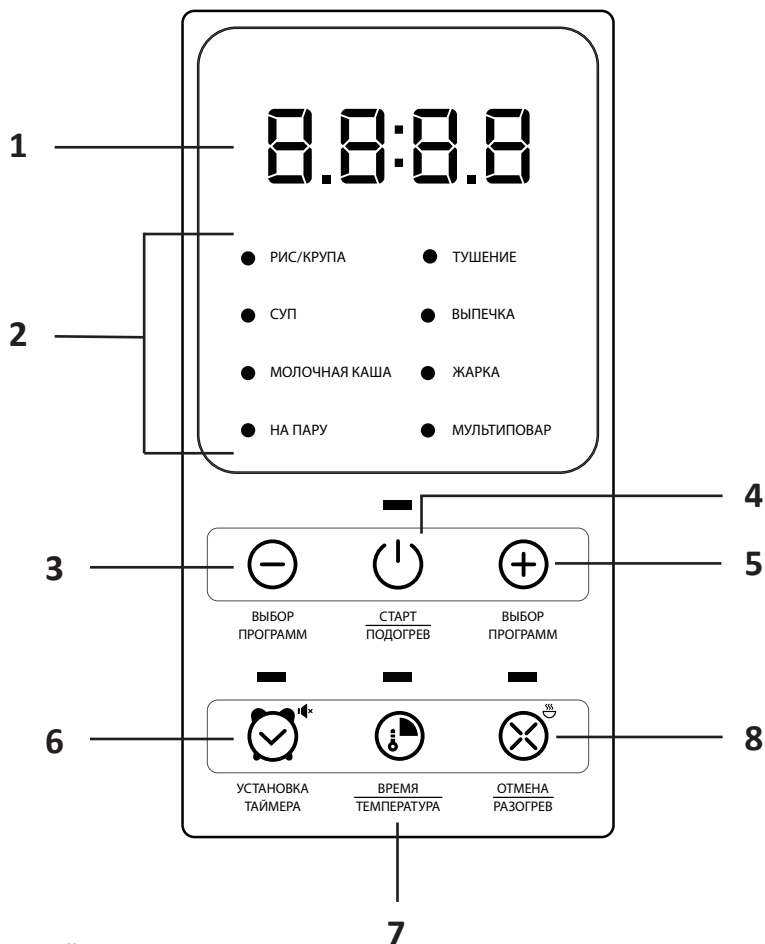 1
8.8:8.8
2
РИС/КРУПА
ТУШЕНИЕ
СУП
ВЫПЕЧКА
МОЛОЧНАЯ КАША
ЖАРКА
НА ПАРУ
МУЛЬТИПОВАР
4
3
5
ВЫБОР
ПРОГРАММ
СТАРТ
ПОДОГРЕВ
ВЫБОР
ПРОГРАММ
6
8
УСТАНОВКА
ТАЙМЕРА
ВРЕМЯ
ТЕМПЕРАТУРА
ОТМЕНА
РАЗОГРЕВ
7